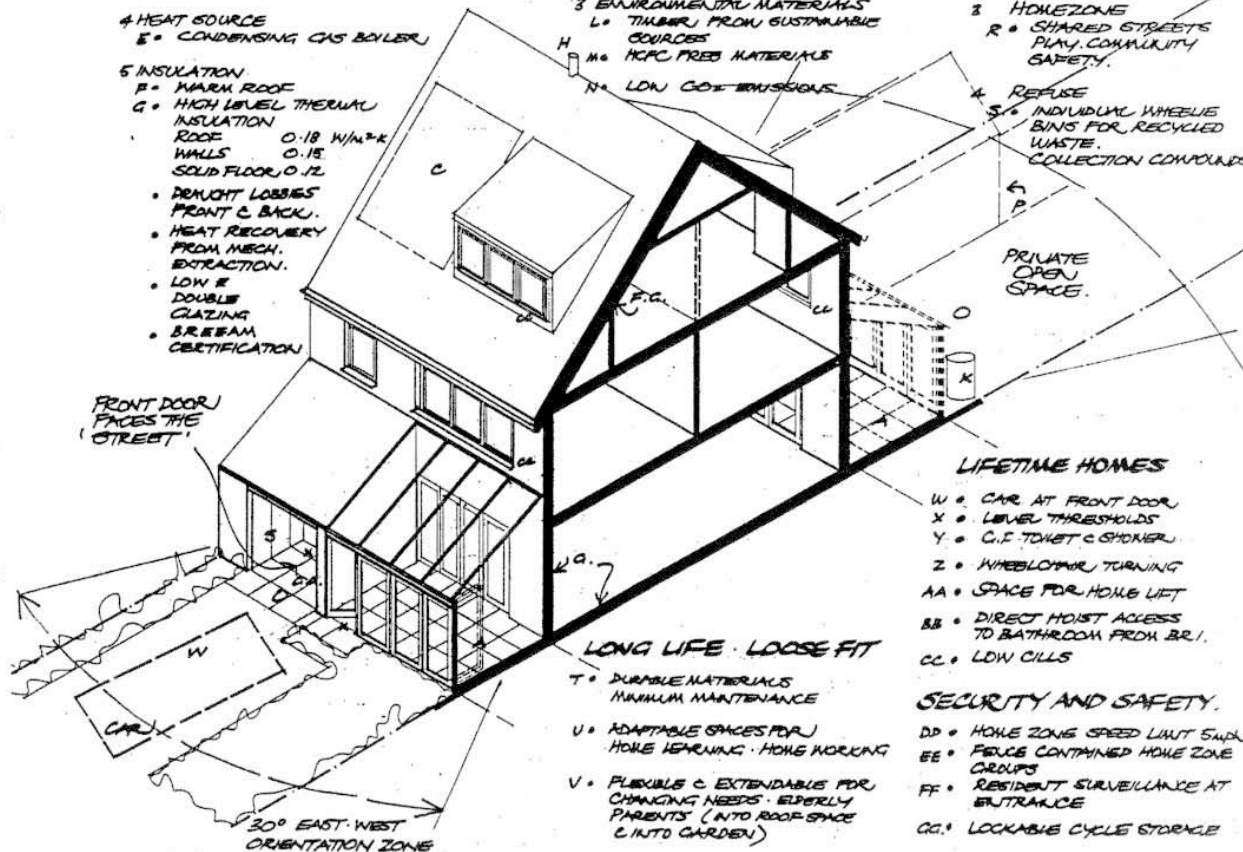 4 HEAT SOURCE
E • CONDENSING GAS BOILER
5 INSULATION
F • WARM ROOF
G • HIGH LEVEL THERMAL
INSULATION
ROOF 0.18 W/M²K
WALLS 0.15
SOLID FLOOR 0.12
• DRAUGHT LOBBIES
FRONT & BACK.
• HEAT RECOVERY
FROM MECH.
EXTRACTION.
• LOW E
DOUBLE
GLAZING
• BREEAM
CERTIFICATION
FRONT DOOR
FACES THE
'STREET'
3 ENVIRONMENTAL MATERIALS
L • TIMBER FROM SUSTAINABLE
SOURCES
M • HCFC FREE MATERIALS
N • LOW CO2 EMISSIONS
3 HOMEZONE
R • SHARED STREETS
PLAY. COMMUNITY
SAFETY.
4 REFUSE
S • INDIVIDUAL WHEELIE
BINS FOR RECYCLED
WASTE.
COLLECTION COMPOUNDS
H
C
P
PRIVATE
OPEN
SPACE.
F.G.
CC
CC
CC
O
K
A
S
X
X
G.
W
CAR
30° EAST-WEST
ORIENTATION ZONE
LONG LIFE · LOOSE FIT
T • DURABLE MATERIALS
MINIMUM MAINTENANCE
U • ADAPTABLE SPACES FOR
HOME LEARNING · HOME WORKING
V • FLEXIBLE & EXTENDABLE FOR
CHANGING NEEDS · ELDERLY
PARENTS (INTO ROOF SPACE
& INTO GARDEN)
LIFETIME HOMES
W • CAR AT FRONT DOOR
X • LEVEL THRESHOLDS
Y • G.F. TOILET & SHOWER
Z • WHEELCHAIR TURNING
AA • SPACE FOR HOME LIFT
BB • DIRECT HOIST ACCESS
TO BATHROOM FROM BR1.
CC • LOW CILLS
SECURITY AND SAFETY.
DD • HOME ZONE SPEED LIMIT 5mph
EE • FENCE CONTAINED HOME ZONE
GROUPS
FF • RESIDENT SURVEILLANCE AT
ENTRANCE
GG • LOCKABLE CYCLE STORAGE